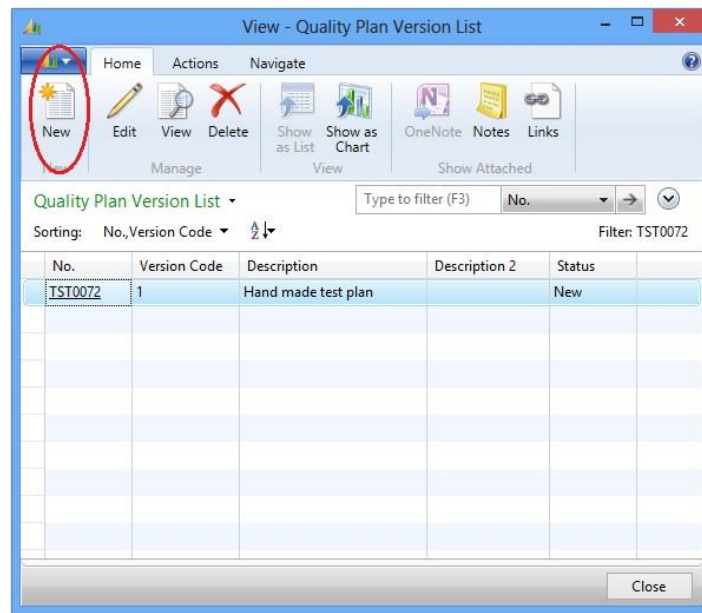 View - Quality Plan Version List
Home Actions Navigate
New Edit View Delete Show as List Show as Chart OneNote Notes Links
New Manage View Show Attached
Quality Plan Version List Type to filter (F3) No.
Sorting: No.,Version Code Filter: TST0072
No. Version Code Description Description 2 Status
TST0072 1 Hand made test plan New
Close